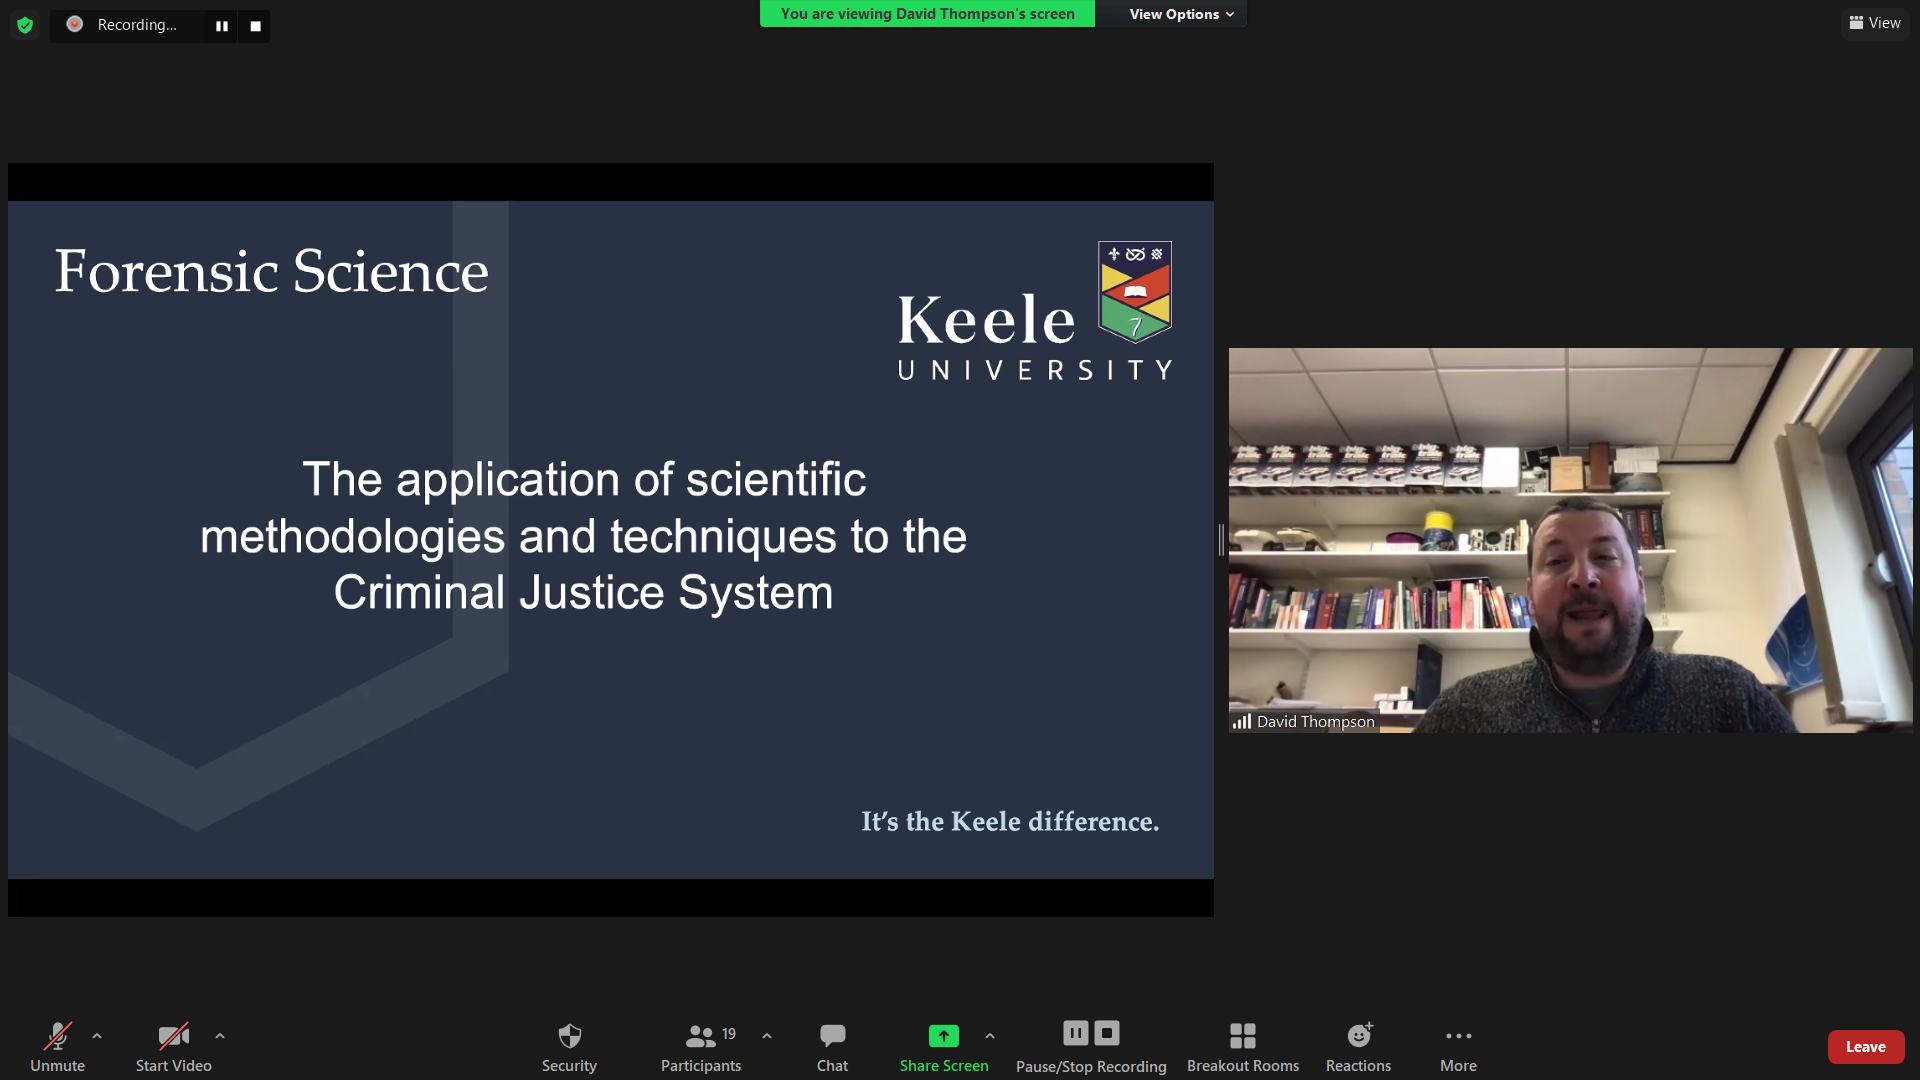 Recording...
You are viewing David Thompson's screen
View Options
View
Forensic Science
Keele
UNIVERSITY
The application of scientific
methodologies and techniques to the
Criminal Justice System
It's the Keele difference.
David Thompson
Unmute
Start Video
Security
19
Participants
Chat
Share Screen
Pause/Stop Recording
Breakout Rooms
Reactions
More
Leave